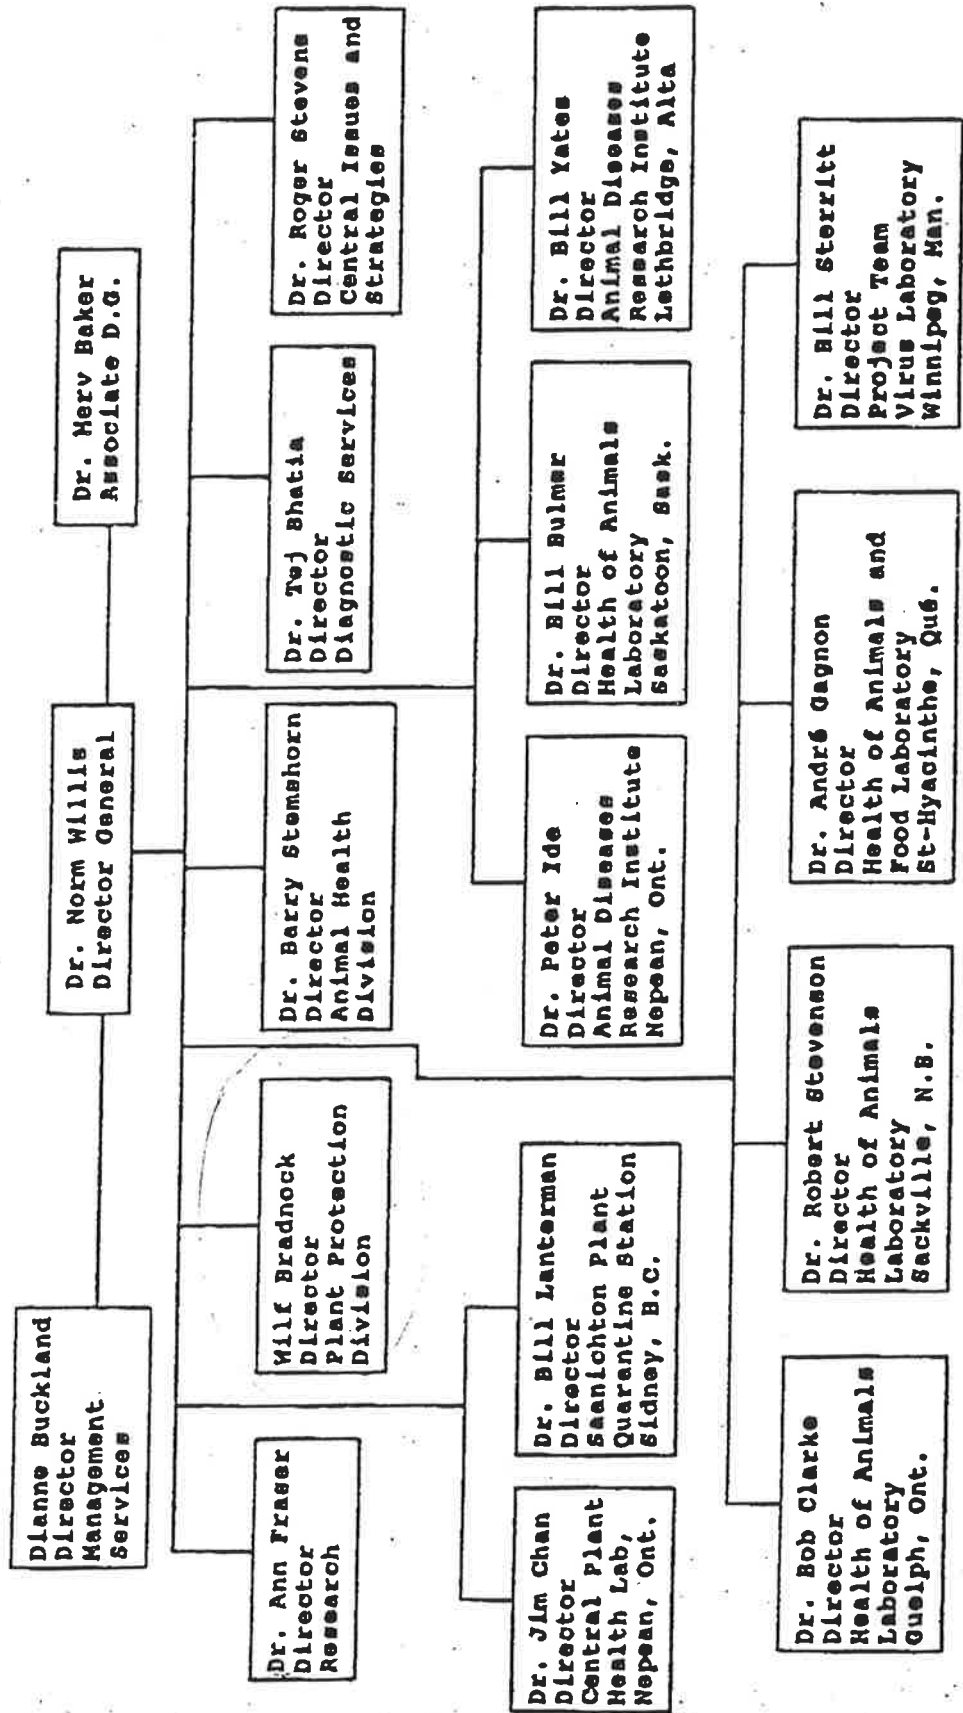 Dianne Buckland
Director
Management
Services
Dr. Norm Willis
Director General
Dr. Herv Baker
Associate D.G.
Dr. Ann Fraser
Director
Research
Wilf Bradnock
Director
Plant Protection
Division
Dr. Barry Stemshorn
Director
Animal Health
Division
Dr. Tej Bhatia
Director
Diagnostic Services
Dr. Roger Stevens
Director
Central Issues and
Strategies
Dr. Jim Chan
Director
Central Plant
Health Lab,
Nepean, Ont.
Dr. Bill Lanterman
Director
Saanichton Plant
Quarantine Station
Sidney, B.C.
Dr. Peter Ide
Director
Animal Diseases
Research Institute
Nepean, Ont.
Dr. Bill Bulmer
Director
Health of Animals
Laboratory
Saskatoon, Sask.
Dr. Bill Yates
Director
Animal Diseases
Research Institute
Lethbridge, Alta
Dr. Bob Clarke
Director
Health of Animals
Laboratory
Guelph, Ont.
Dr. Robert Stevenson
Director
Health of Animals
Laboratory
Sackville, N.B.
Dr. André Gagnon
Director
Health of Animals and
Food Laboratory
St-Hyacinthe, Qué.
Dr. Bill Sterritt
Director
Project Team
Virus Laboratory
Winnipeg, Man.